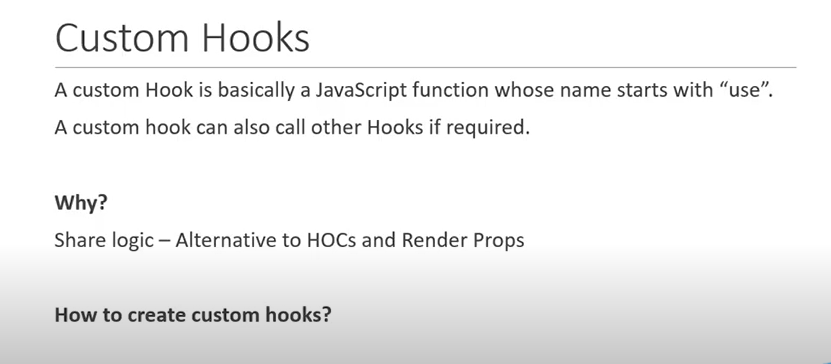 Custom Hooks
A custom Hook is basically a JavaScript function whose name starts with “use”.
A custom hook can also call other Hooks if required.
Why?
Share logic – Alternative to HOCs and Render Props
How to create custom hooks?